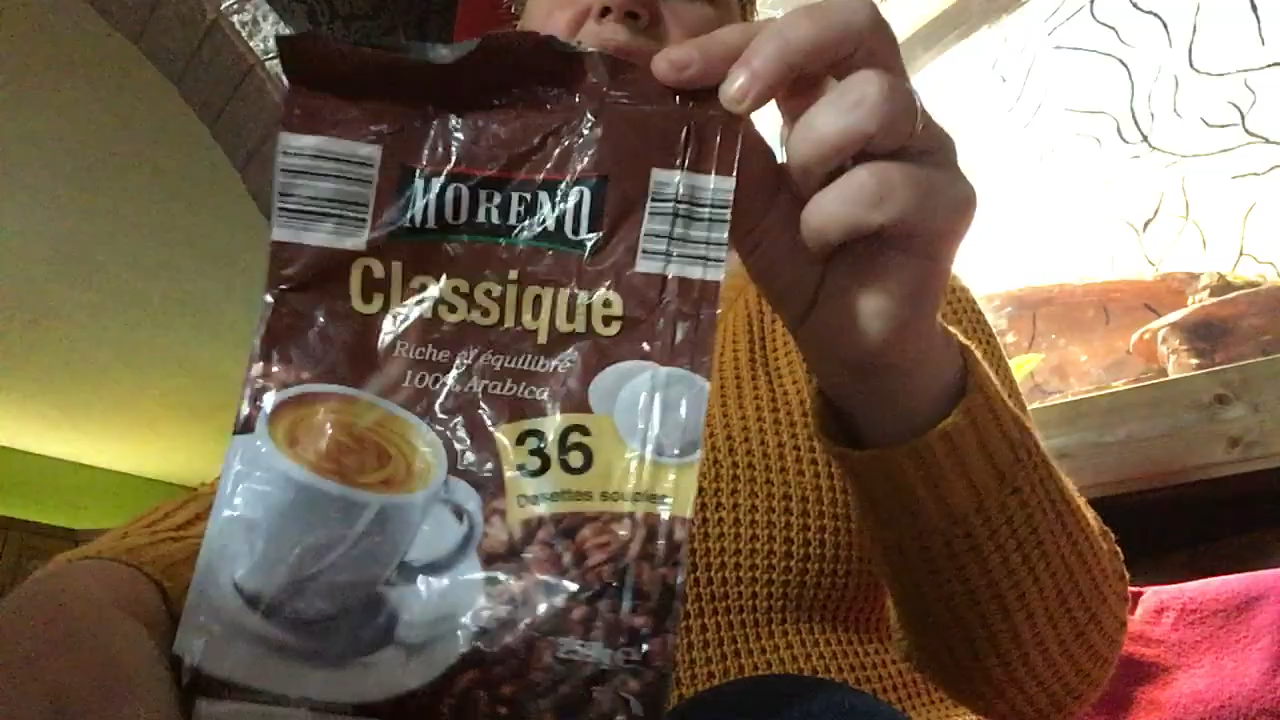 MORENO
Classique
Riche et équilibré
100% Arabica
36
Dosettes souples